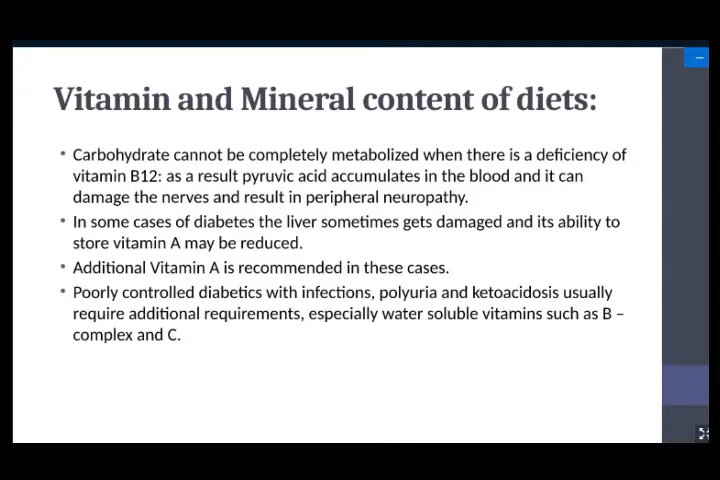 Vitamin and Mineral content of diets:
• Carbohydrate cannot be completely metabolized when there is a deficiency of
vitamin B12: as a result pyruvic acid accumulates in the blood and it can
damage the nerves and result in peripheral neuropathy.
• In some cases of diabetes the liver sometimes gets damaged and its ability to
store vitamin A may be reduced.
• Additional Vitamin A is recommended in these cases.
• Poorly controlled diabetics with infections, polyuria and ketoacidosis usually
require additional requirements, especially water soluble vitamins such as B –
complex and C.